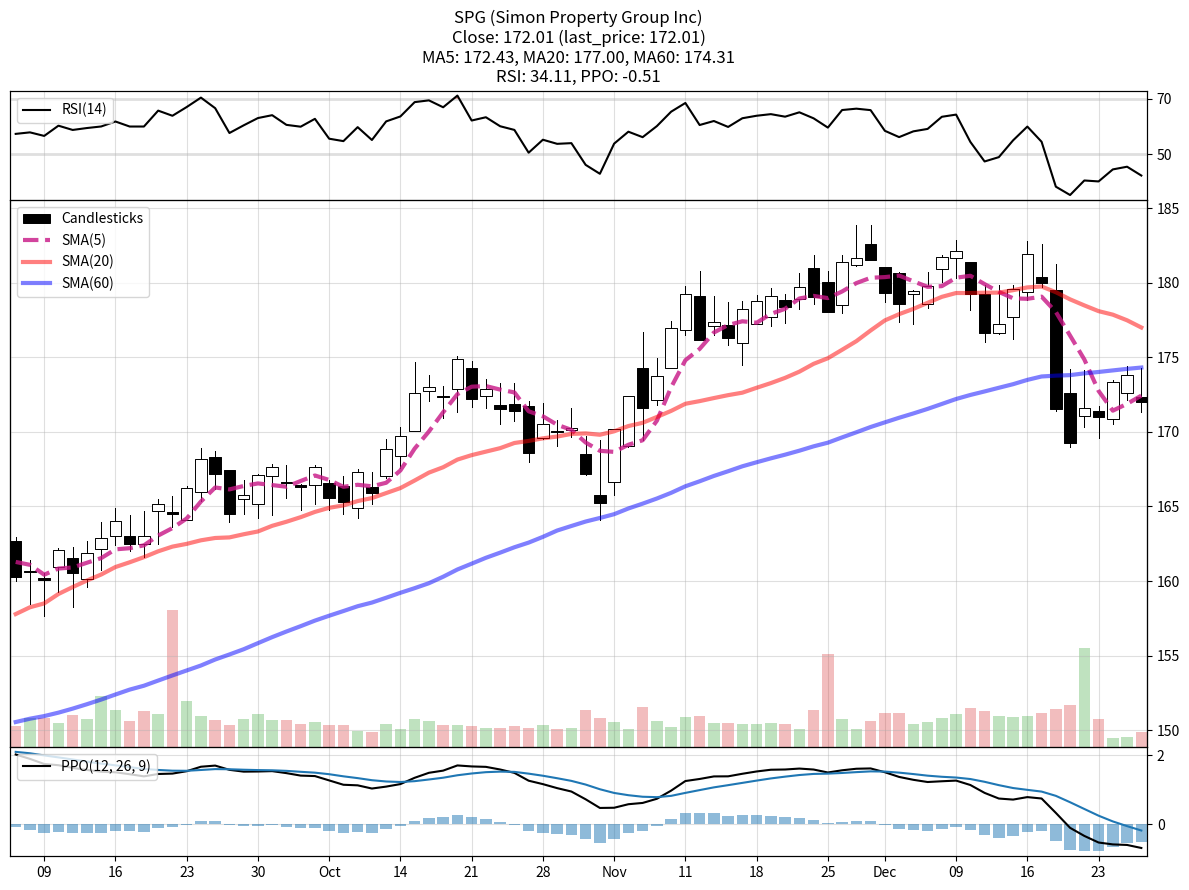 SPG (Simon Property Group Inc)
Close: 172.01 (last_price: 172.01)
MA5: 172.43, MA20: 177.00, MA60: 174.31
RSI: 34.11, PPO: -0.51
RSI(14)
70
50
Candlesticks
SMA(5)
SMA(20)
SMA(60)
185
180
175
170
165
160
155
150
PPO(12, 26, 9)
2
0
09 16 23 30 Oct 14 21 28 Nov 11 18 25 Dec 09 16 23